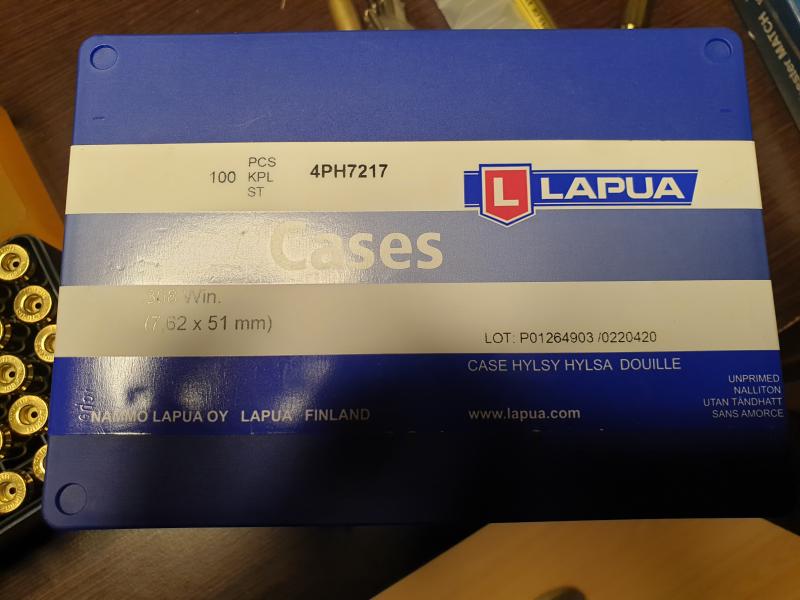 PCS
100 KPL
ST
4PH7217
L LAPUA
Cases
308 Win.
(7,62 x 51 mm)
LOT: P01264903 /0220420
CASE HYLSY HYLSA DOUILLE
UNPRIMED
NALLITON
UTAN TÄNDHATT
SANS AMORCE
NAMMO LAPUA OY LAPUA FINLAND
www.lapua.com
MATCH